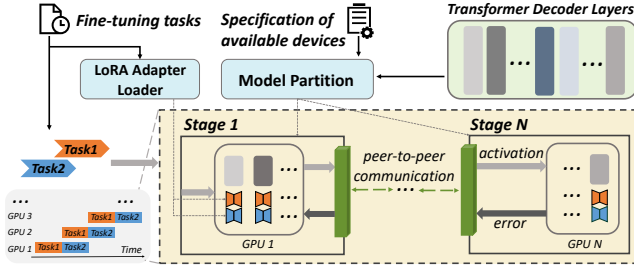 Fine-tuning tasks
Specification of
available devices
Transformer Decoder Layers
LoRA Adapter
Loader
Model Partition
...
Task1
Task2
Stage 1
Stage N
...
...
GPU 1
peer-to-peer
communication
...
activation
error
...
GPU N
... ...
GPU 3 Task1 Task2
GPU 2 Task1 Task2
GPU 1 Task1 Task2 Time